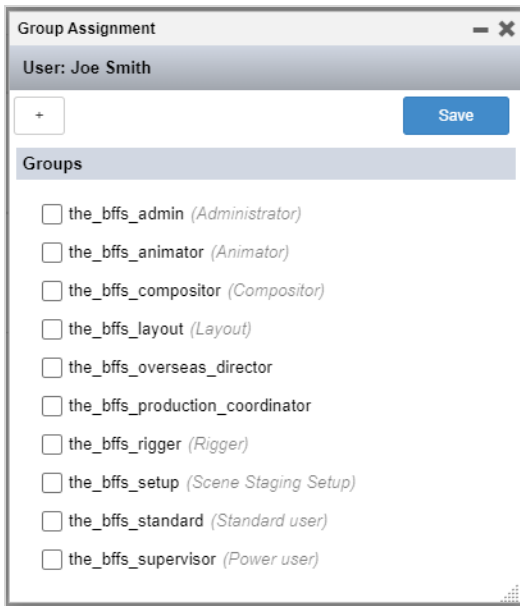 Group Assignment
User: Joe Smith
+
Save
Groups
the_bffs_admin (Administrator)
the_bffs_animator (Animator)
the_bffs_compositor (Compositor)
the_bffs_layout (Layout)
the_bffs_overseas_director
the_bffs_production_coordinator
the_bffs_rigger (Rigger)
the_bffs_setup (Scene Staging Setup)
the_bffs_standard (Standard user)
the_bffs_supervisor (Power user)